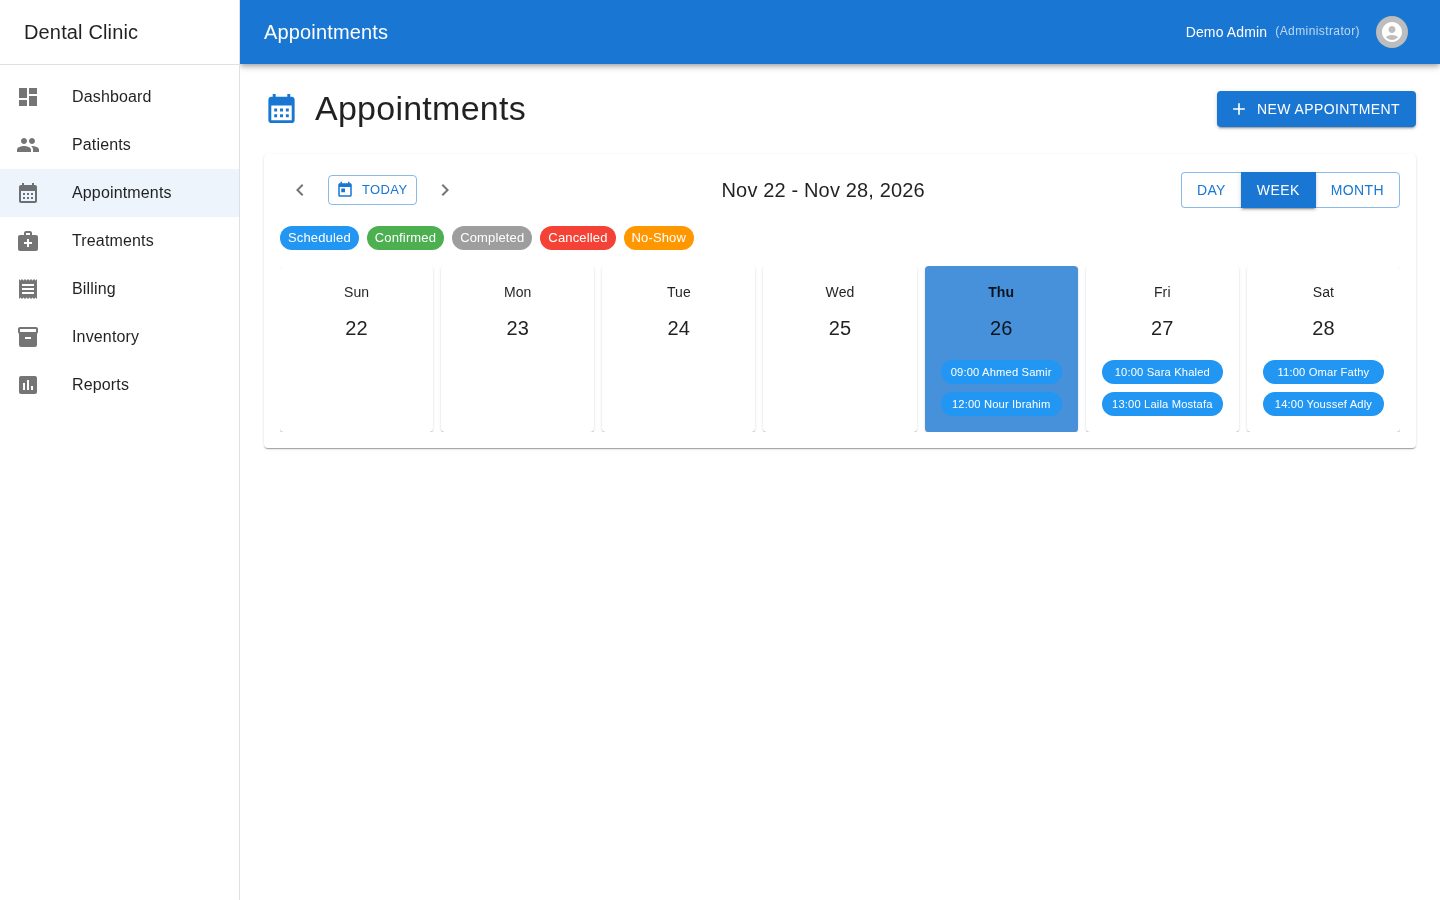 Dental Clinic
Appointments
Demo Admin (Administrator)
Dashboard
Patients
Appointments
Treatments
Billing
Inventory
Reports
Appointments
NEW APPOINTMENT
TODAY
Nov 22 - Nov 28, 2026
DAY WEEK MONTH
Scheduled Confirmed Completed Cancelled No-Show
Sun Mon Tue Wed Thu Fri Sat
22 23 24 25 26 27 28
09:00 Ahmed Samir 10:00 Sara Khaled 11:00 Omar Fathy
12:00 Nour Ibrahim 13:00 Laila Mostafa 14:00 Youssef Adly